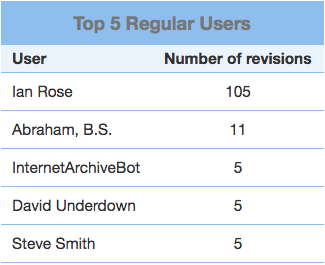 Top 5 Regular Users
User Number of revisions
Ian Rose 105
Abraham, B.S. 11
InternetArchiveBot 5
David Underdown 5
Steve Smith 5